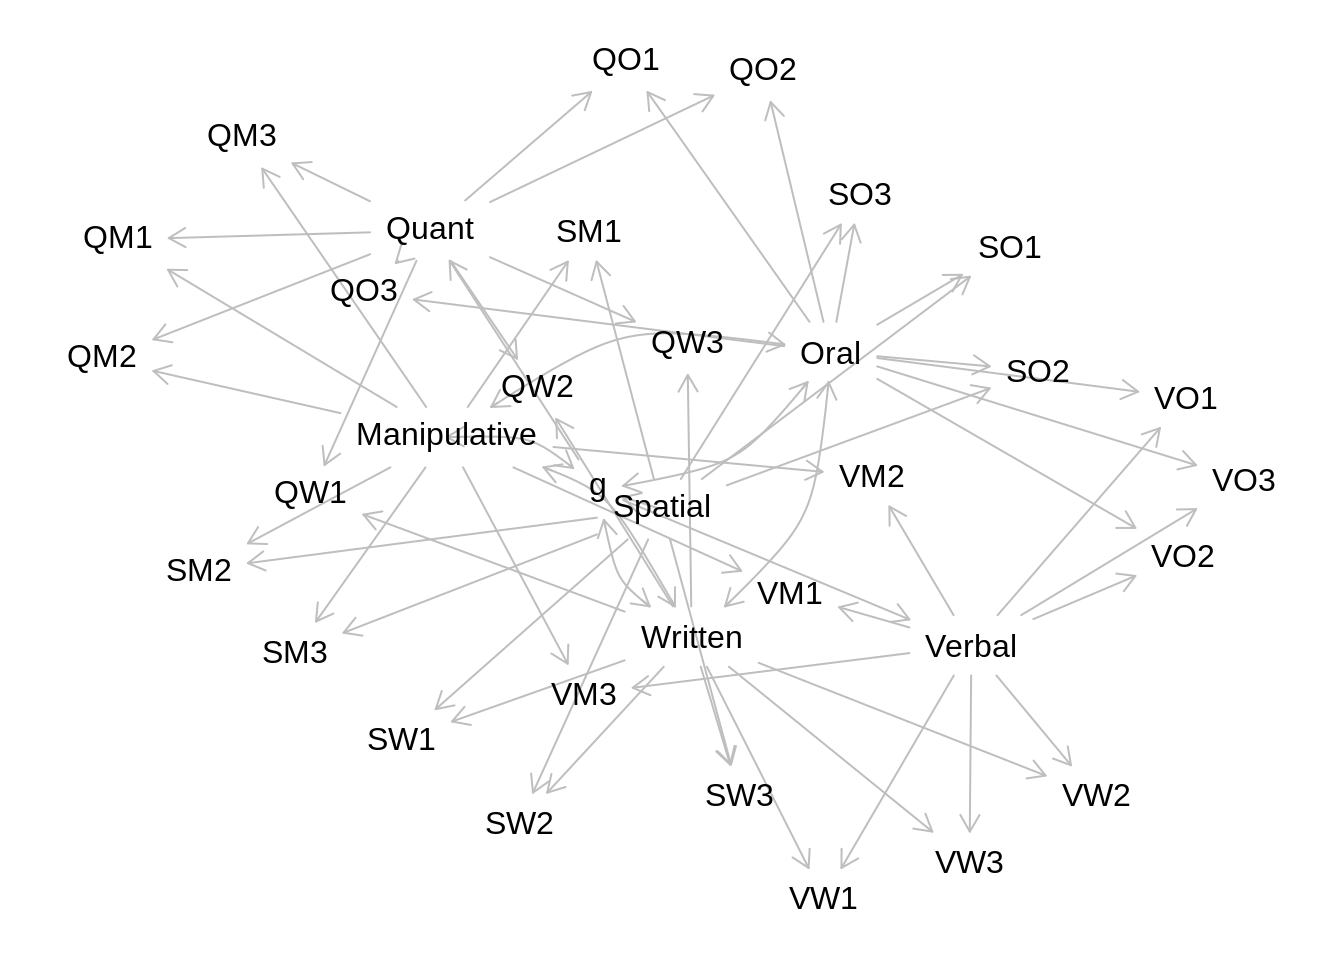 QO1
QO2
QM3
SO3
Quant
SM1
QM1
SO1
QO3
QW3
Oral
QM2
SO2
QW2
VO1
Manipulative
VM2
VO3
g
QW1
Spatial
VO2
SM2
VM1
Written
Verbal
SM3
VM3
SW1
SW3
VW2
SW2
VW3
VW1